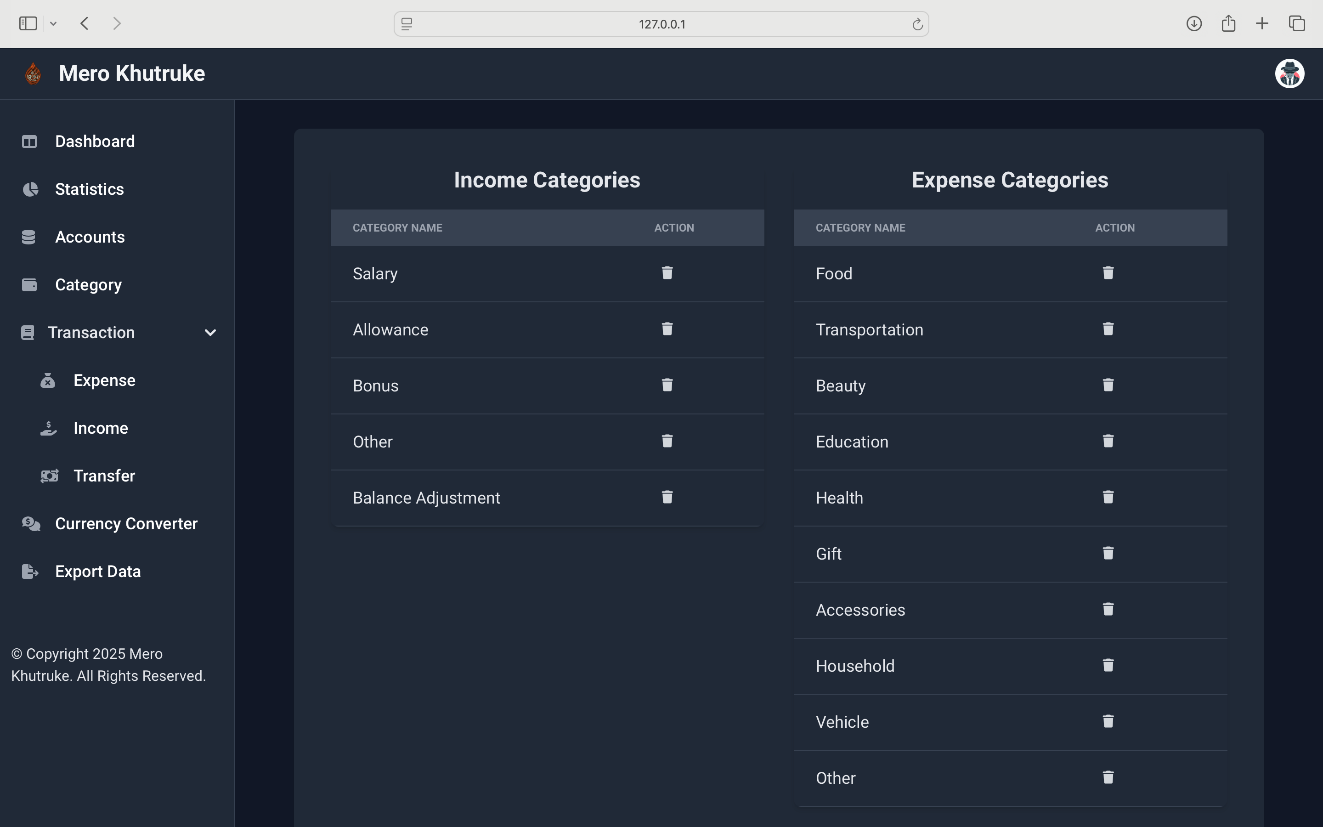 127.0.0.1
Mero Khutruke
Dashboard
Statistics
Accounts
Category
Transaction
Expense
Income
Transfer
Currency Converter
Export Data
© Copyright 2025 Mero
Khutruke. All Rights Reserved.
Income Categories
CATEGORY NAME ACTION
Salary
Allowance
Bonus
Other
Balance Adjustment
Expense Categories
CATEGORY NAME ACTION
Food
Transportation
Beauty
Education
Health
Gift
Accessories
Household
Vehicle
Other